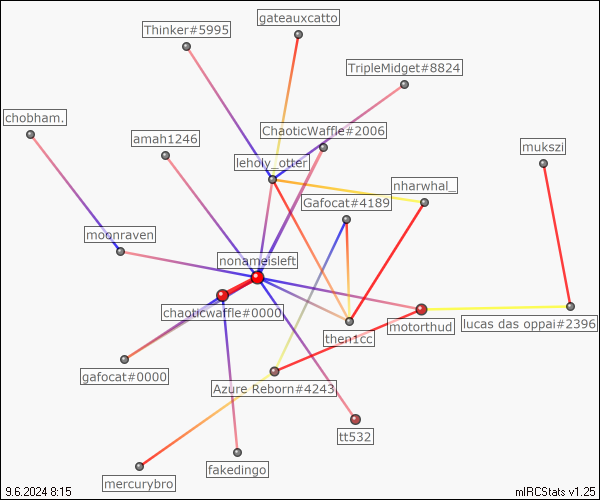 gateauxcatto
Thinker#5995
TripleMidget#8824
chobham.
ChaoticWaffle#2006
amah1246
mukszi
leholy_otter
nharwhal_
Gafocat#4189
moonraven
nonameisleft
chaoticwaffle#0000
motorthud
lucas das oppai#2396
then1cc
gafocat#0000
Azure Reborn#4243
tt532
fakedingo
mercurybro
9.6.2024 8:15
mIRCStats v1.25